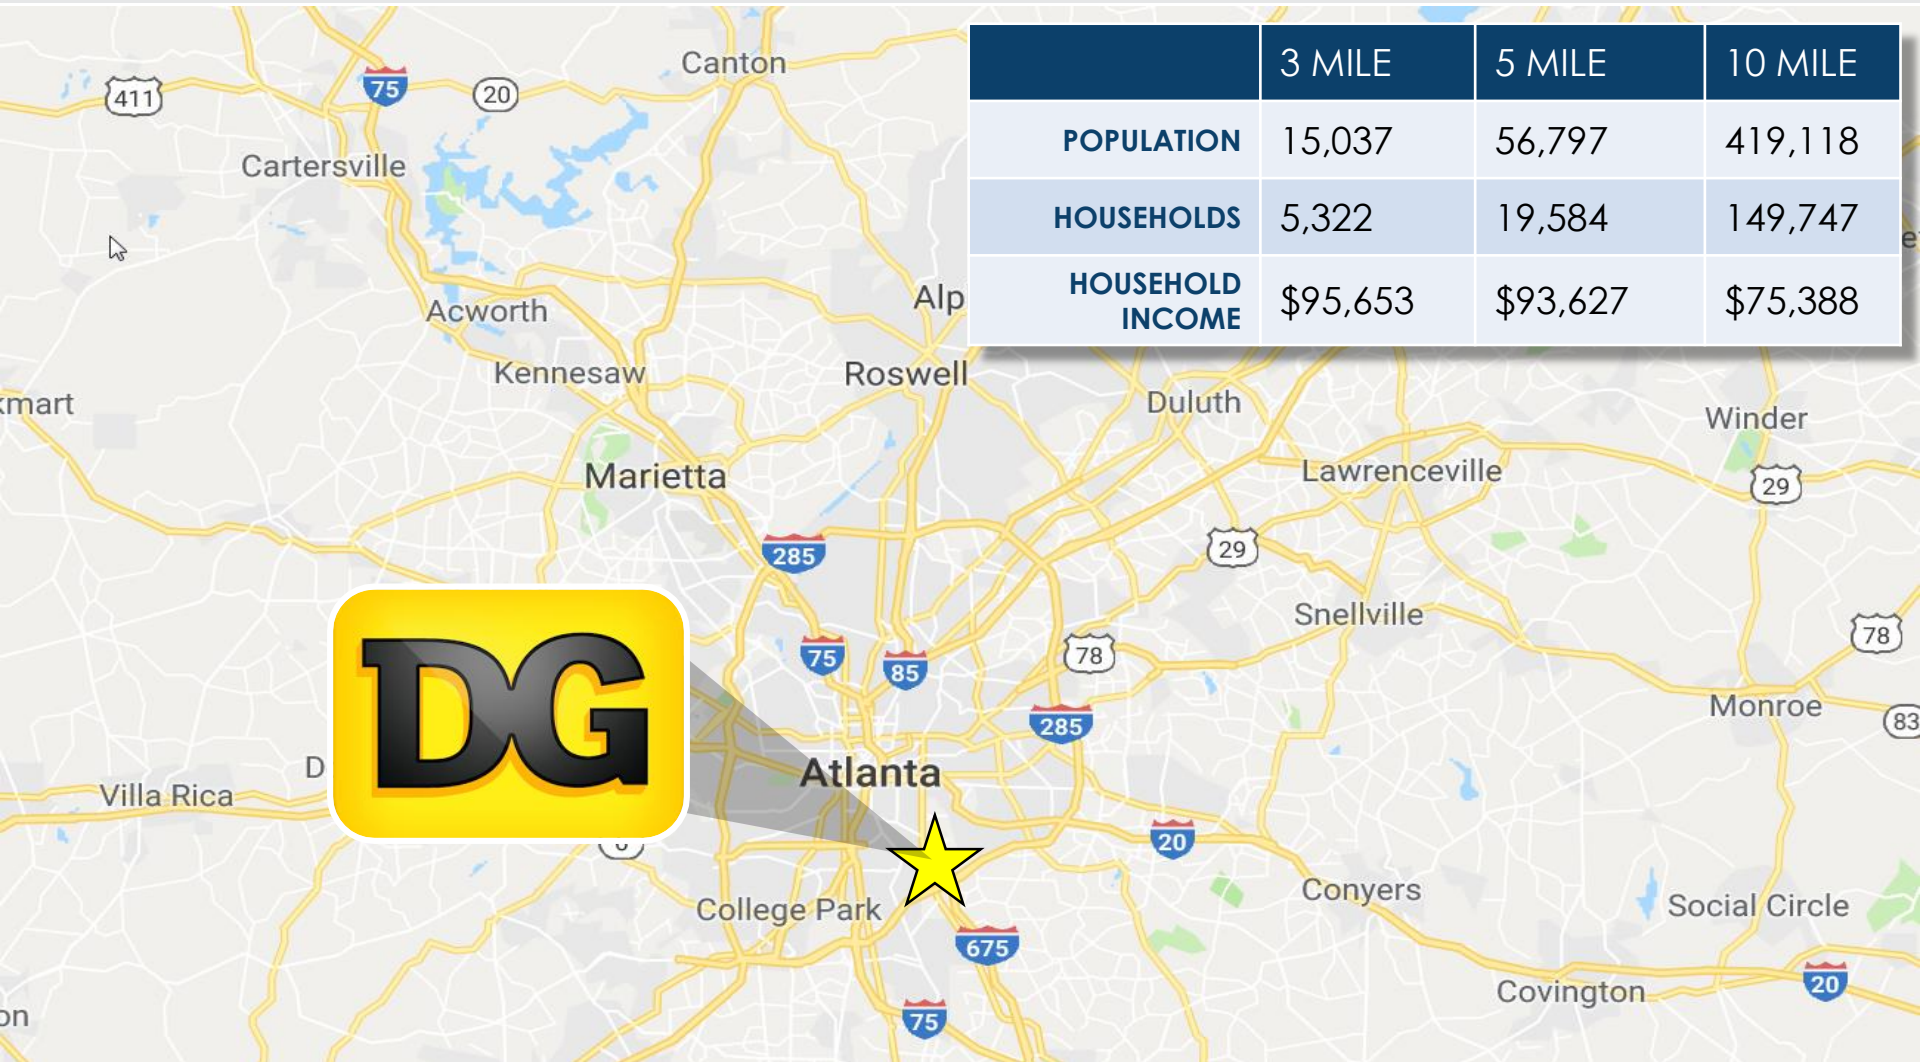 3 MILE 5 MILE 10 MILE
POPULATION 15,037 56,797 419,118
HOUSEHOLDS 5,322 19,584 149,747
HOUSEHOLD
INCOME $95,653 $93,627 $75,388
Canton
75
20
411
Cartersville
Alp
Acworth
Kennesaw
Roswell
Duluth
Winder
Marietta
Lawrenceville
29
285
29
Snellville
78
75
85
78
DG
Monroe
285
83
Atlanta
D
Villa Rica
20
Conyers
College Park
Social Circle
675
20
Covington
75
on